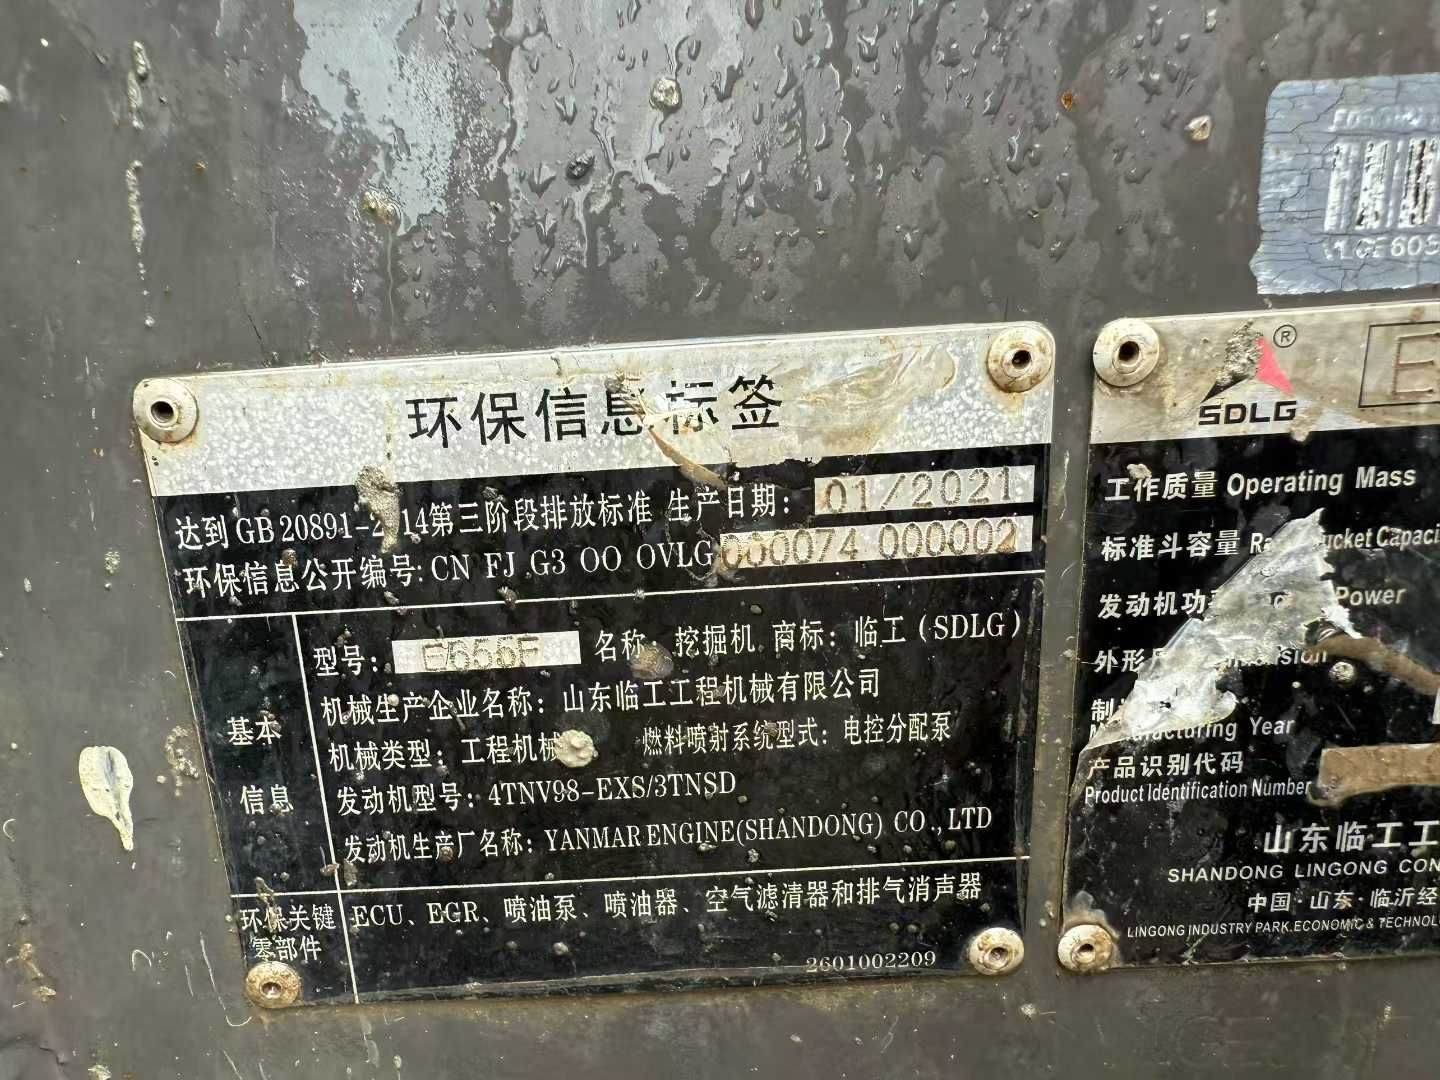 环保信息标签
达到GB 20891-2 14第三阶段排放标准 生产日期: 01/2021
环保信息公开编号: CN FJ G3 OO OVLG000074 000002
型号: E656F 名称: 挖掘机 商标: 临工(SDLG)
机械生产企业名称: 山东临工工程机械有限公司
机械类型: 工程机械 燃料喷射系统型式: 电控分配泵
基本
信息
发动机型号: 4TNV98-EXS/3TNSD
发动机生产厂名称: YANMAR ENGINE(SHANDONG) CO.,LTD
环保关键
零部件
ECU、EGR、喷油泵、喷油器、空气滤清器和排气消声器
2601002209
SDLG®
E
工作质量 Operating Mass
标准斗容量
发动机功 Power
外形
Year
产品识别代码
Product Identification Number
山东临工工
SHANDONG LINGONG CON
中国·山东·临沂经
LINGONG INDUSTRY PARK.ECONOMIC & TECHNOL